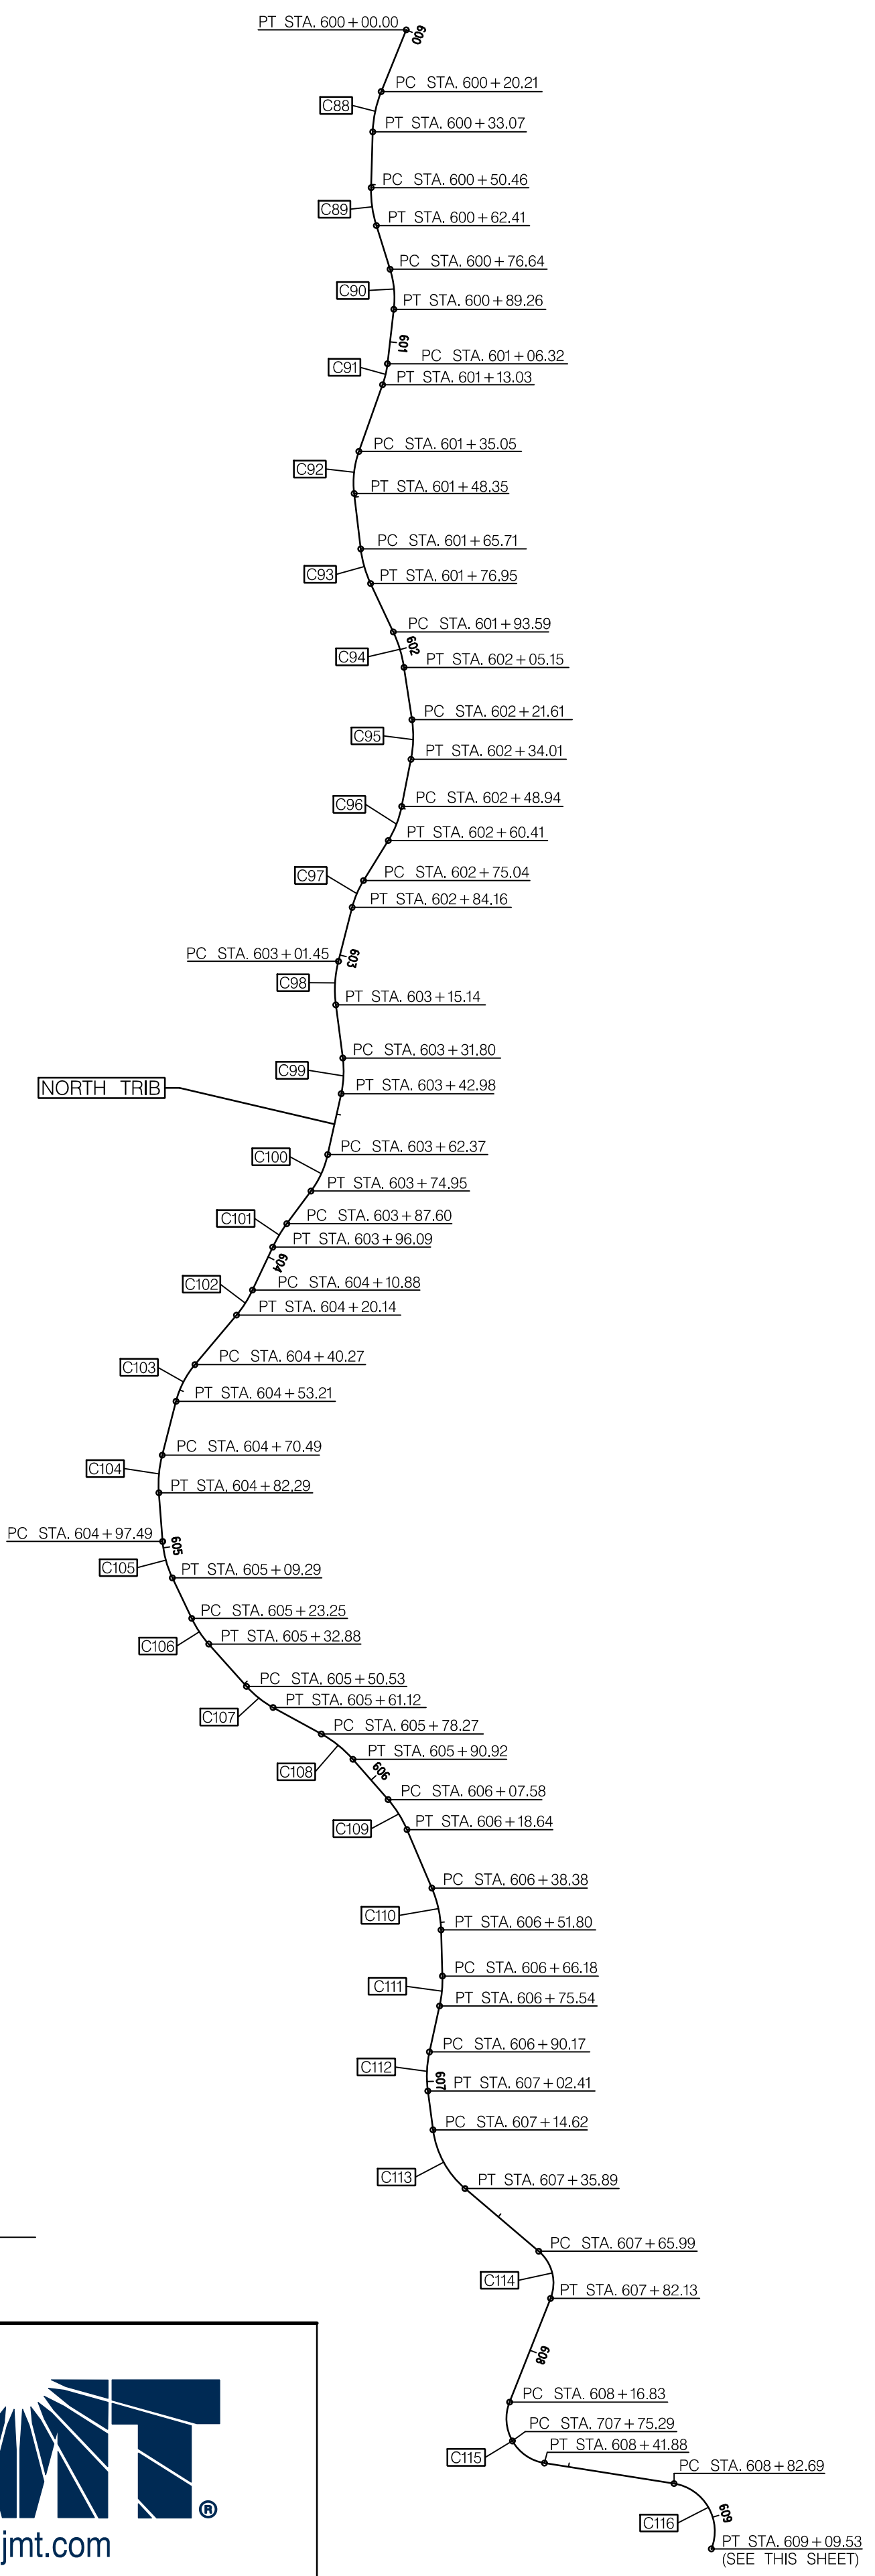 PT STA. 600+00.00
600
PC STA. 600+20.21
C88
PT STA. 600+33.07
PC STA. 600+50.46
C89
PT STA. 600+62.41
PC STA. 600+76.64
C90
PT STA. 600+89.26
601
PC STA. 601+06.32
C91
PT STA. 601+13.03
PC STA. 601+35.05
C92
PT STA. 601+48.35
PC STA. 601+65.71
C93
PT STA. 601+76.95
PC STA. 601+93.59
602
C94
PT STA. 602+05.15
PC STA. 602+21.61
C95
PT STA. 602+34.01
PC STA. 602+48.94
C96
PT STA. 602+60.41
PC STA. 602+75.04
C97
PT STA. 602+84.16
PC STA. 603+01.45
603
C98
PT STA. 603+15.14
PC STA. 603+31.80
C99
PT STA. 603+42.98
NORTH TRIB
PC STA. 603+62.37
C100
PT STA. 603+74.95
PC STA. 603+87.60
C101
PT STA. 603+96.09
604
PC STA. 604+10.88
C102
PT STA. 604+20.14
PC STA. 604+40.27
C103
PT STA. 604+53.21
PC STA. 604+70.49
C104
PT STA. 604+82.29
PC STA. 604+97.49
605
C105
PT STA. 605+09.29
PC STA. 605+23.25
C106
PT STA. 605+32.88
PC STA. 605+50.53
C107
PT STA. 605+61.12
PC STA. 605+78.27
C108
PT STA. 605+90.92
606
PC STA. 606+07.58
C109
PT STA. 606+18.64
PC STA. 606+38.38
C110
PT STA. 606+51.80
PC STA. 606+66.18
C111
PT STA. 606+75.54
PC STA. 606+90.17
C112
607
PT STA. 607+02.41
PC STA. 607+14.62
C113
PT STA. 607+35.89
PC STA. 607+65.99
C114
PT STA. 607+82.13
608
PC STA. 608+16.83
PC STA. 707+75.29
C115
PT STA. 608+41.88
PC STA. 608+82.69
C116
609
PT STA. 609+09.53
(SEE THIS SHEET)
MT®
jmt.com